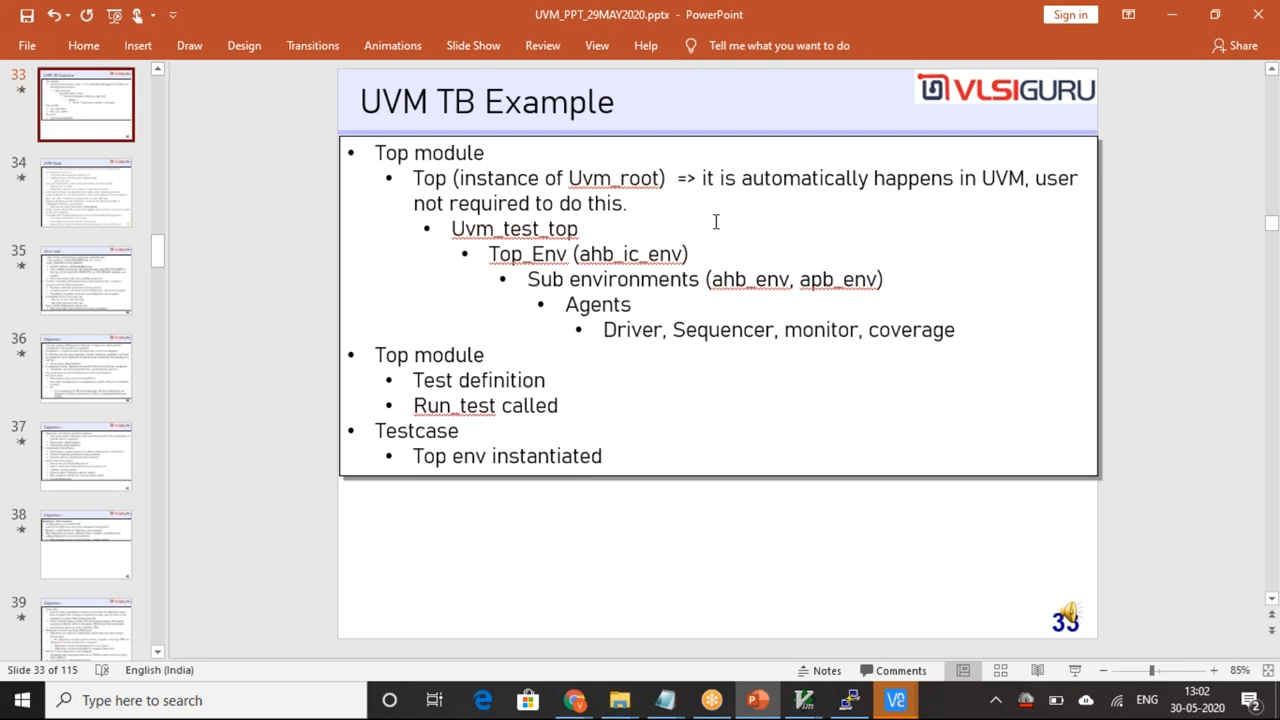 UVM_PPT_29MAY2020.pptx - PowerPoint
Sign in
File Home Insert Draw Design Transitions Animations Slide Show Review View Help Tell me what you want to do Share
33
34
35
36
37
38
39
UVM TB Example
VLSIGURU
Top module
Top (instance of Uvm_root) => it is automatically happens in UVM, user
not required to do this.
Uvm_test_top
Top_Env (ahb_ic_env)
Sub environments (ahb_env, apb_env)
Agents
Driver, Sequencer, monitor, coverage
Top module
Test definition
Run_test called
Testcase
Top env instantiated
33
Slide 33 of 115 English (India) Notes Comments 85%
Type here to search
ENG
13:02
30-05-2020
2